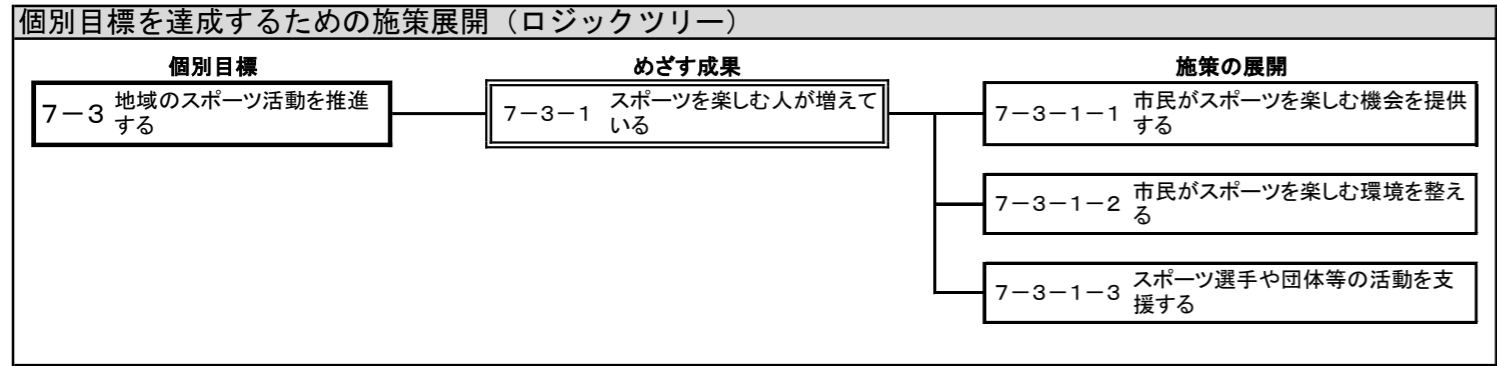 個別目標を達成するための施策展開（ロジックツリー）
個別目標
めざす成果
施策の展開
７－３ 地域のスポーツ活動を推進
する
７－３－１ スポーツを楽しむ人が増えて
いる
７－３－１－１ 市民がスポーツを楽しむ機会を提供
する
７－３－１－２ 市民がスポーツを楽しむ環境を整え
る
７－３－１－３ スポーツ選手や団体等の活動を支
援する